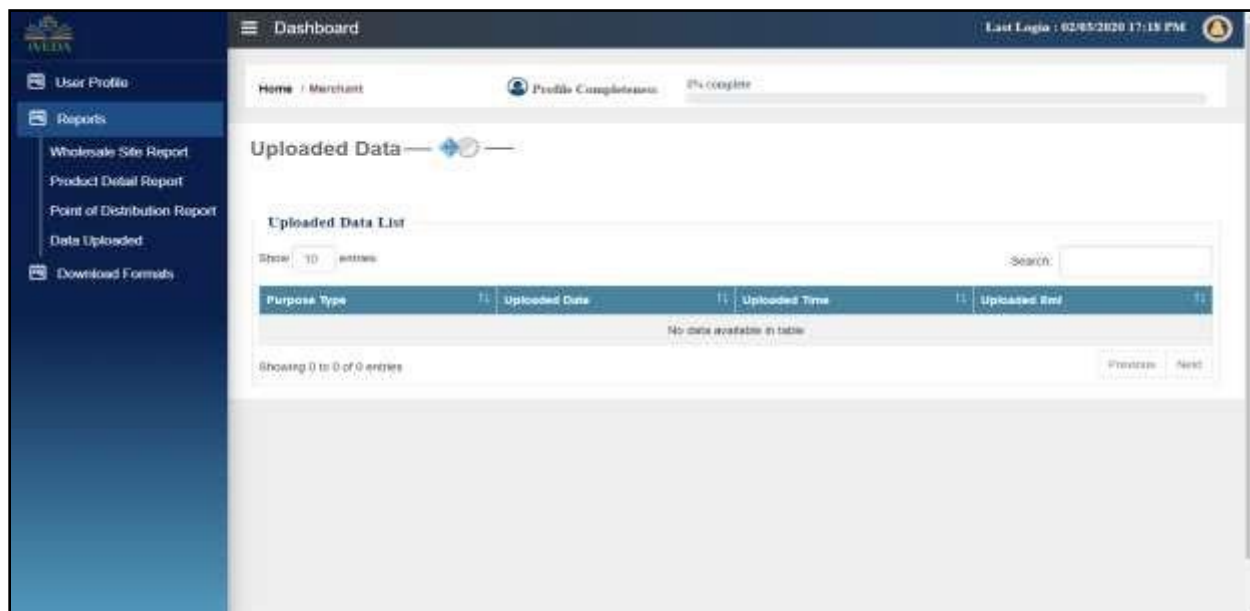 iVEDA
Dashboard
Last Login : 02/05/2020 17:18 PM
User Profile
Reports
Wholesale Site Report
Product Detail Report
Point of Distribution Report
Data Uploaded
Download Formats
Home / Merchant
Profile Completeness
0% complete
Uploaded Data
Uploaded Data List
Show 10 entries
Search:
Purpose Type Uploaded Date Uploaded Time Uploaded Xml
No data available in table
Showing 0 to 0 of 0 entries
Previous Next